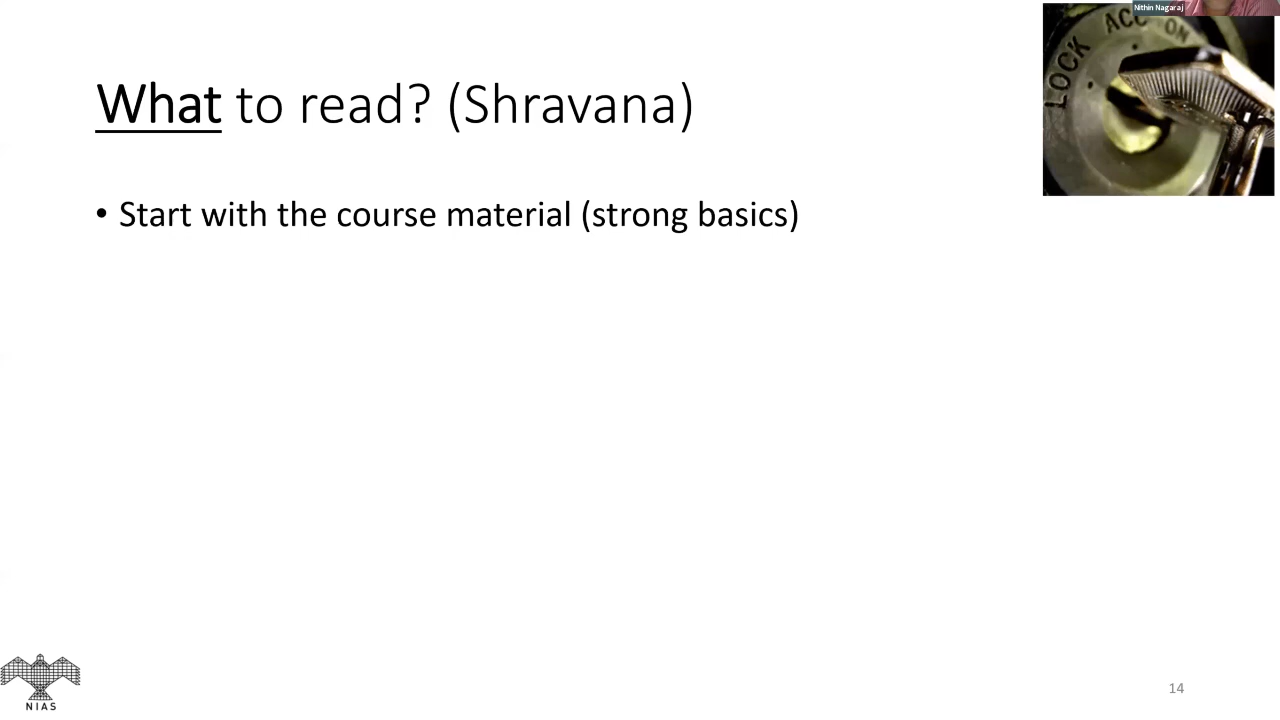 Nithin Nagaraj
LOCK ACC ON
What to read? (Shravana)
• Start with the course material (strong basics)
NIAS
14